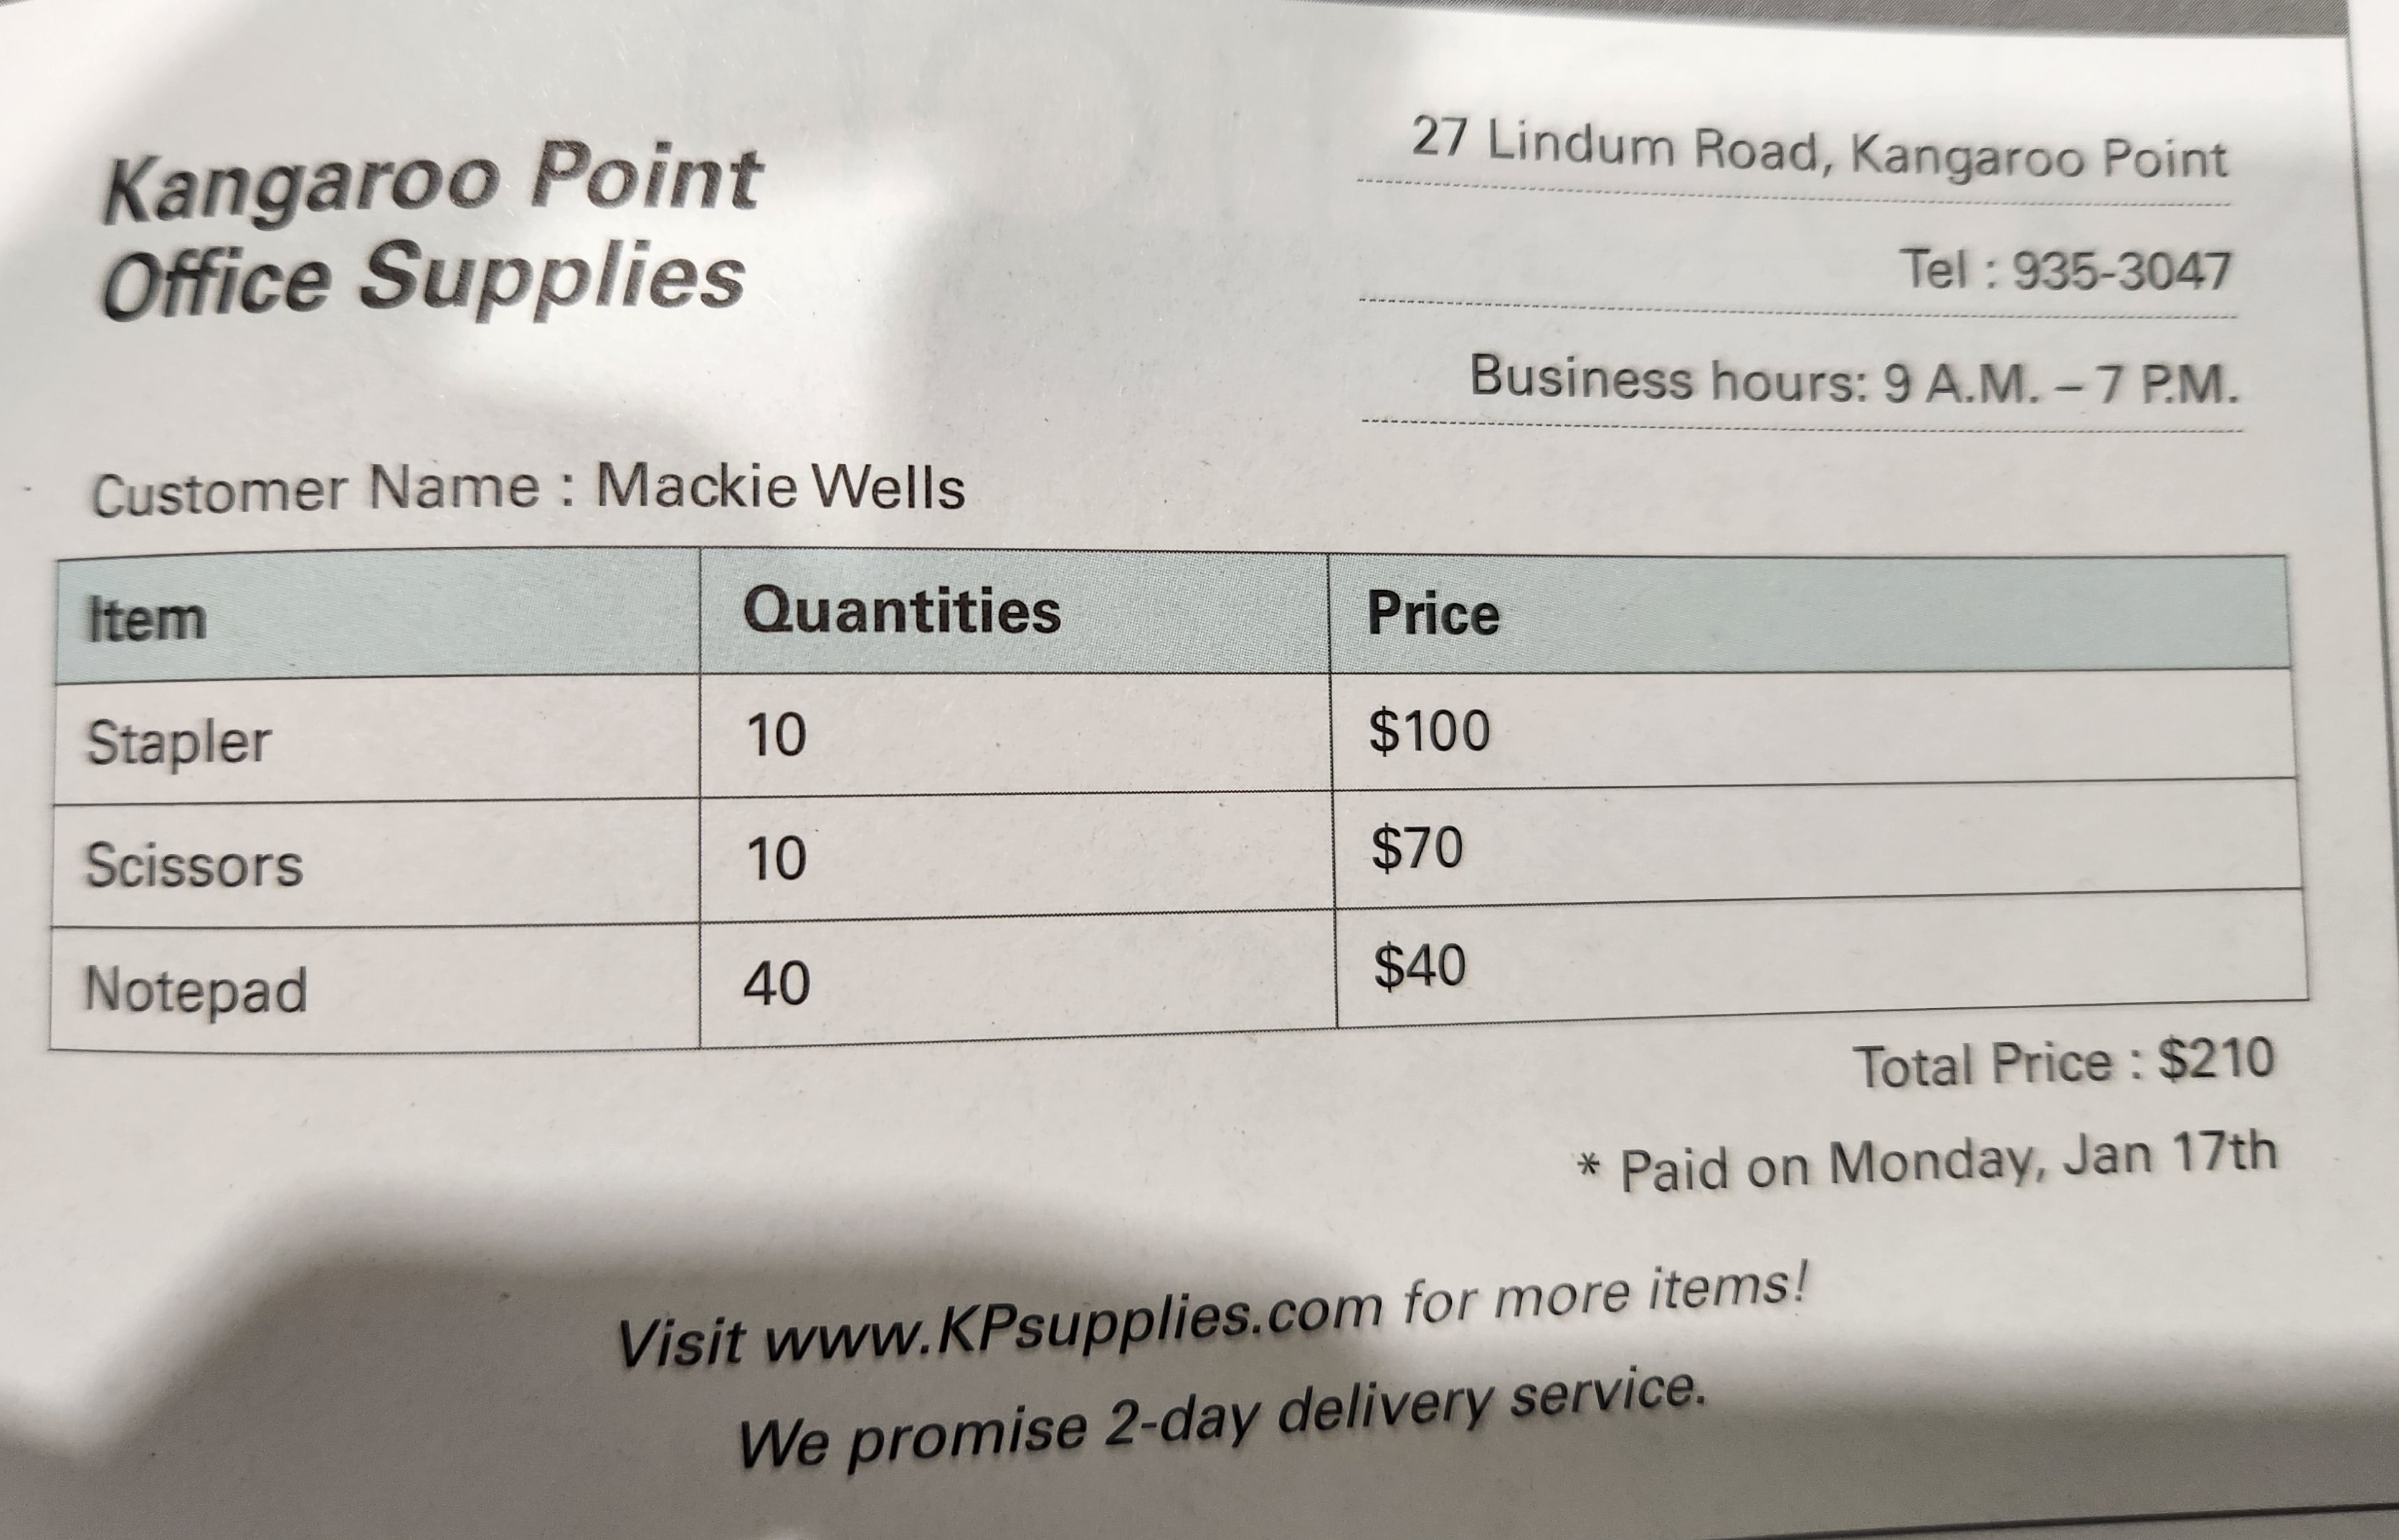 Kangaroo Point
Office Supplies
27 Lindum Road, Kangaroo Point
Tel : 935-3047
Business hours: 9 A.M. – 7 P.M.
Customer Name : Mackie Wells
Item Quantities Price
Stapler 10 $100
Scissors 10 $70
Notepad 40 $40
Total Price : $210
* Paid on Monday, Jan 17th
Visit www.KPsupplies.com for more items!
We promise 2-day delivery service.